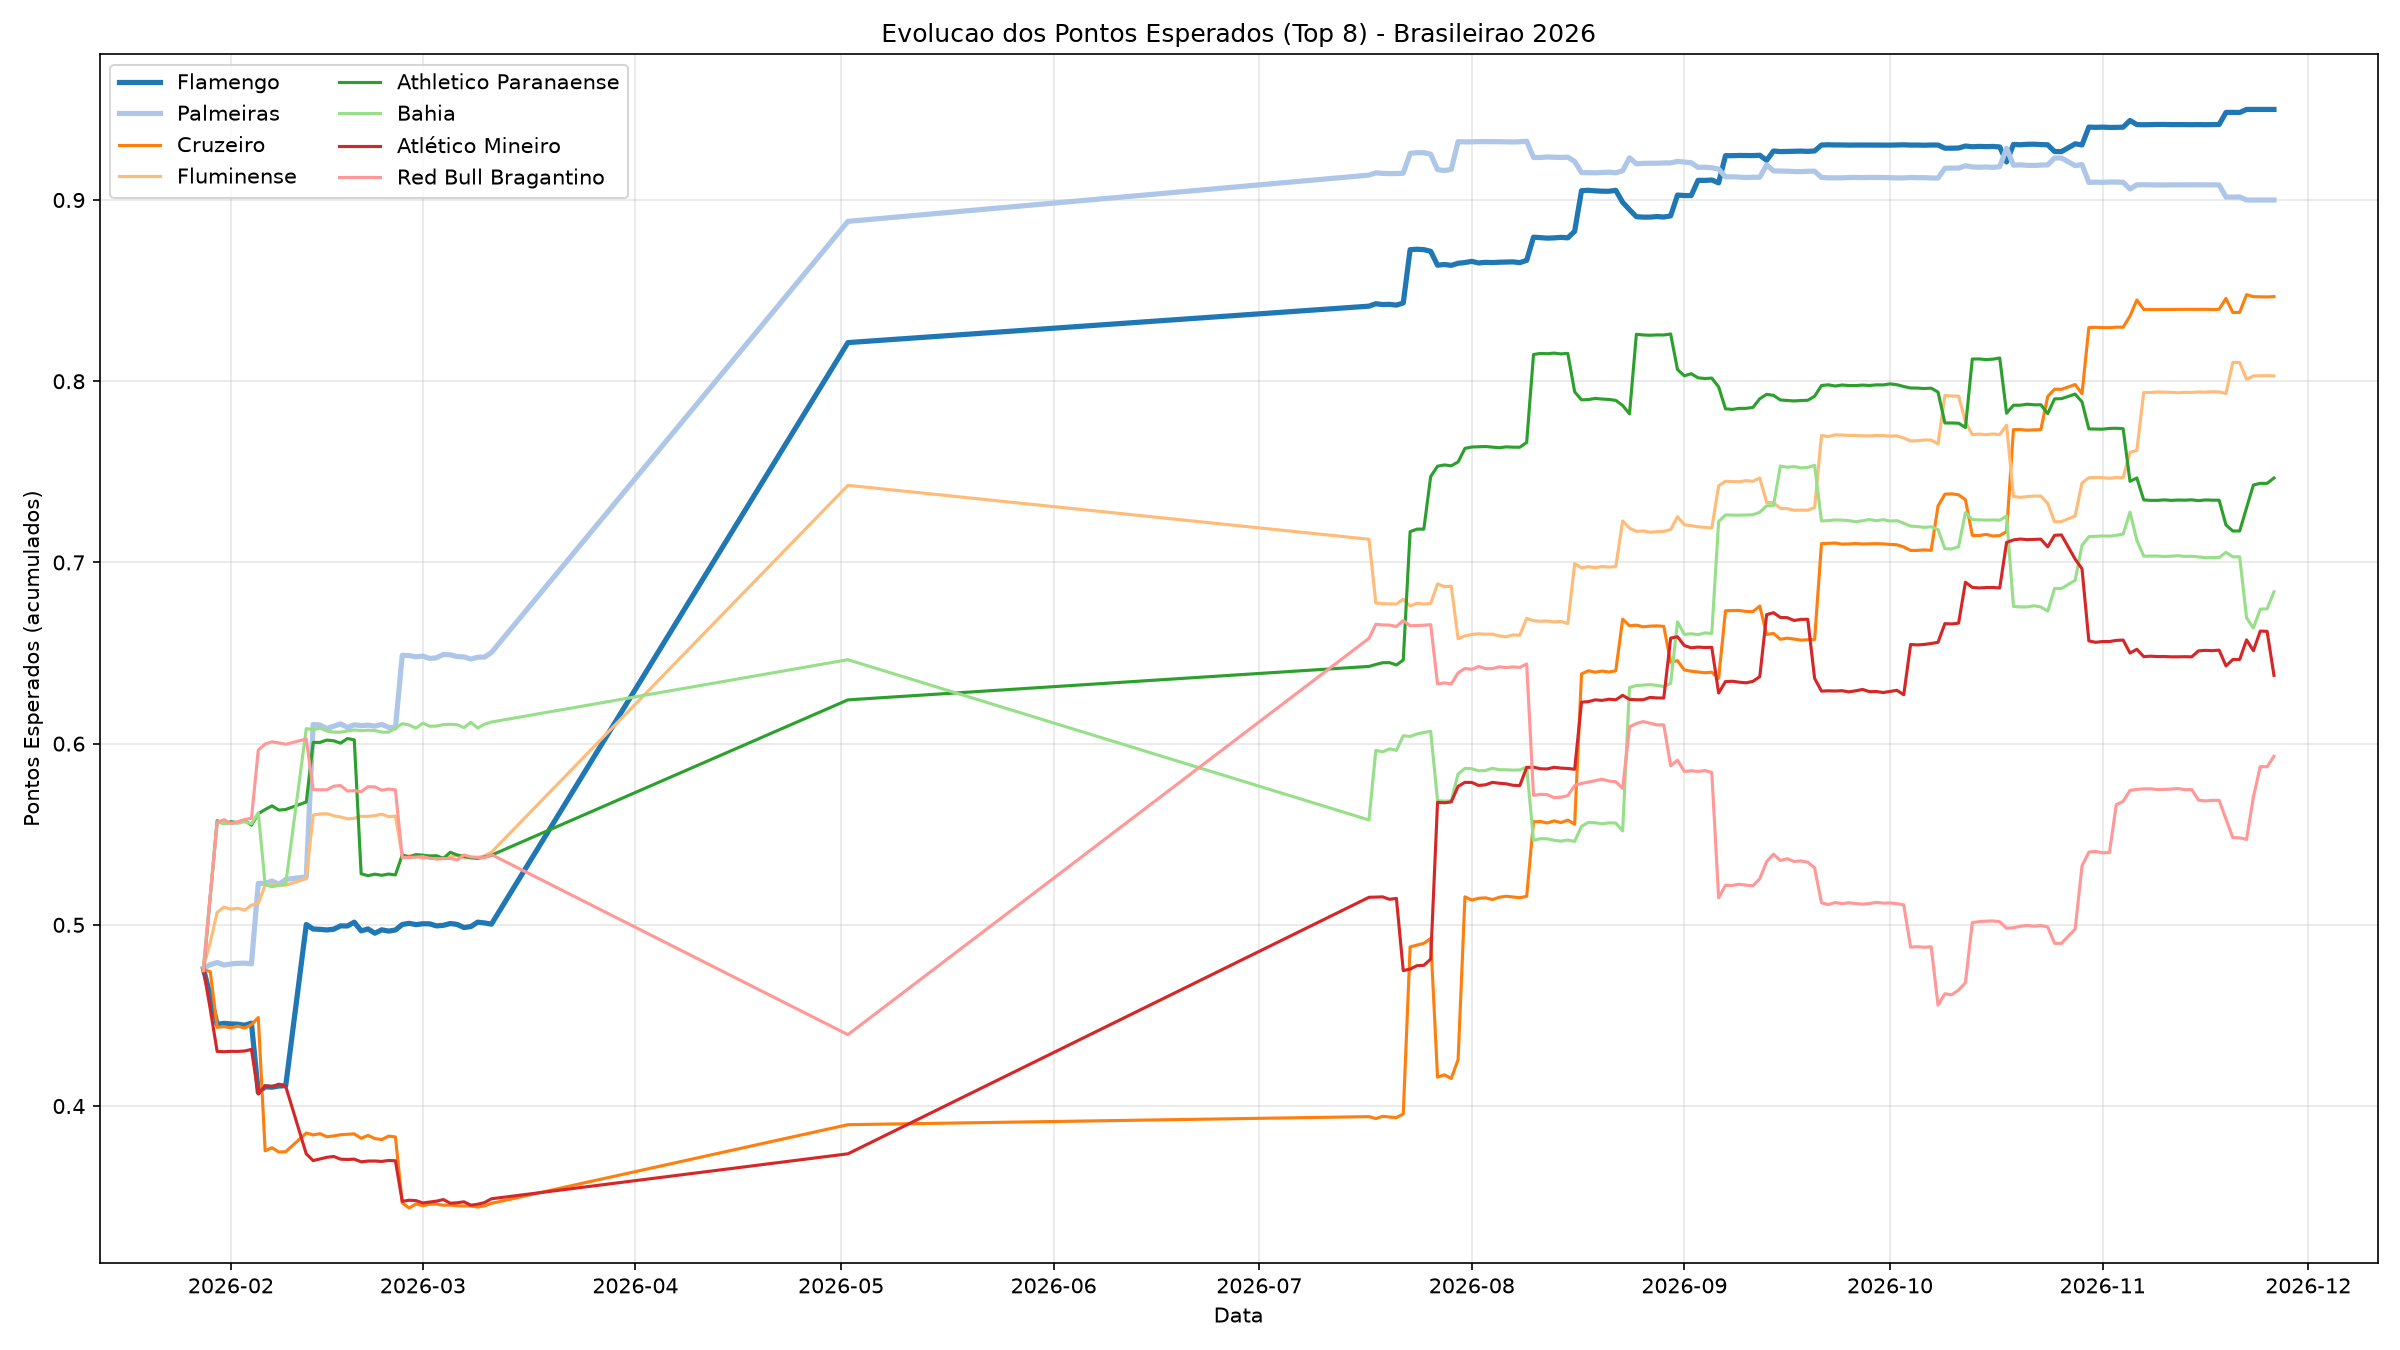 Evolucao dos Pontos Esperados (Top 8) - Brasileirao 2026
Flamengo
Palmeiras
Cruzeiro
Fluminense
Athletico Paranaense
Bahia
Atlético Mineiro
Red Bull Bragantino
Pontos Esperados (acumulados)
0.9
0.8
0.7
0.6
0.5
0.4
2026-02 2026-03 2026-04 2026-05 2026-06 2026-07 2026-08 2026-09 2026-10 2026-11 2026-12
Data